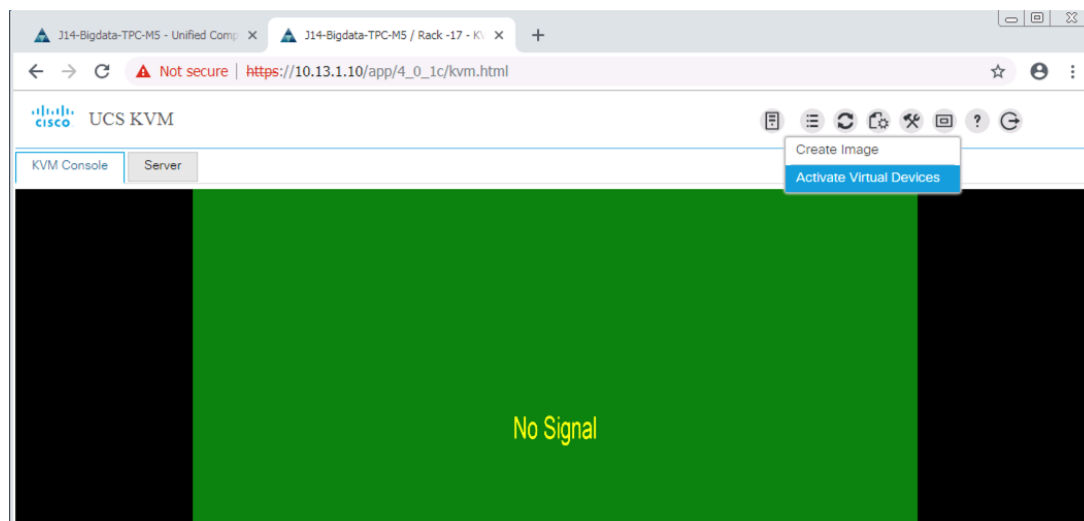 J14-Bigdata-TPC-M5 - Unified Comp
J14-Bigdata-TPC-M5 / Rack -17 - KV
Not secure | https://10.13.1.10/app/4_0_1c/kvm.html
CISCO UCS KVM
?
Create Image
Activate Virtual Devices
KVM Console Server
No Signal